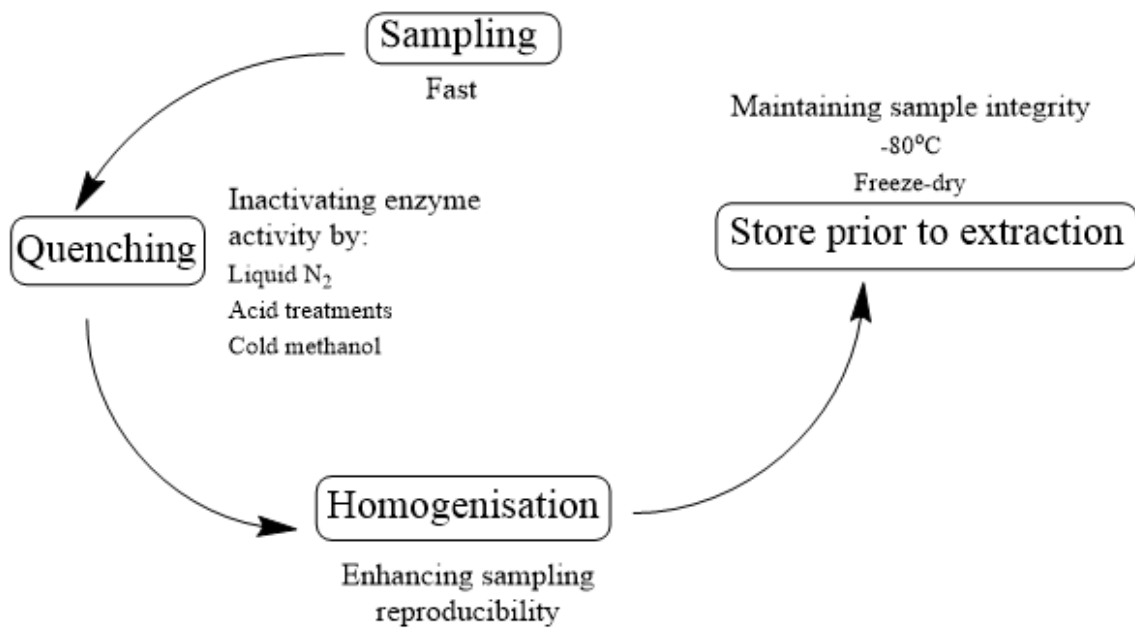 Sampling
Fast
Quenching
Inactivating enzyme
activity by:
Liquid N₂
Acid treatments
Cold methanol
Homogenisation
Enhancing sampling
reproducibility
Maintaining sample integrity
-80°C
Freeze-dry
Store prior to extraction